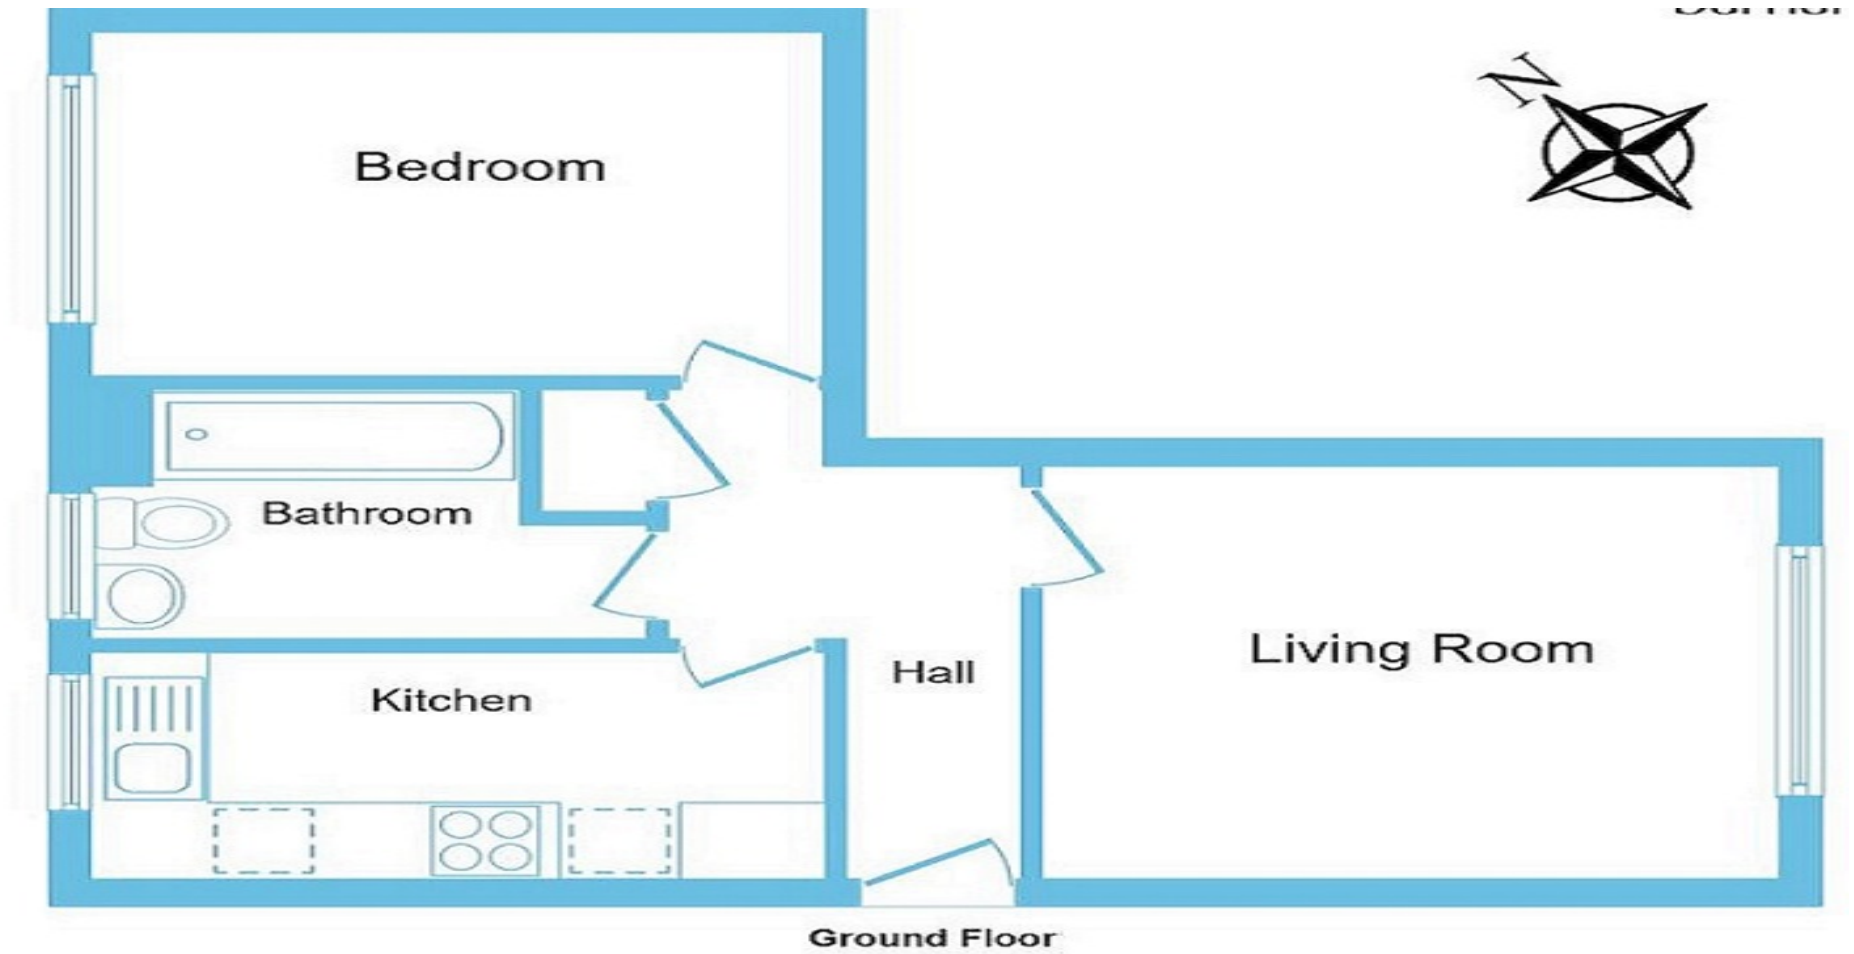 N
Bedroom
Bathroom
Living Room
Hall
Kitchen
Ground Floor